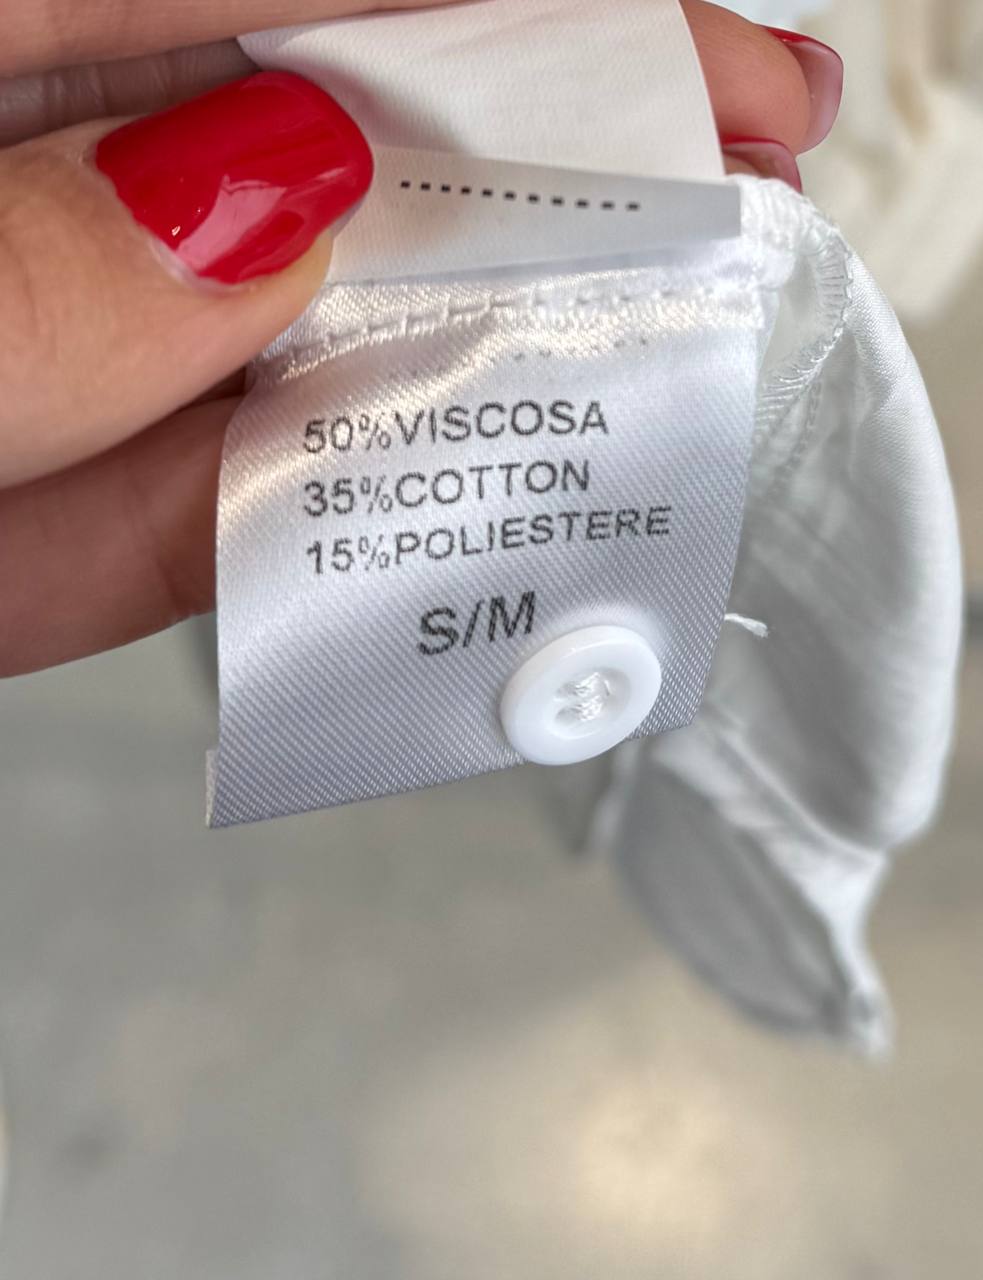 50%VISCOSA
35%COTTON
15%POLIESTERE
S/M